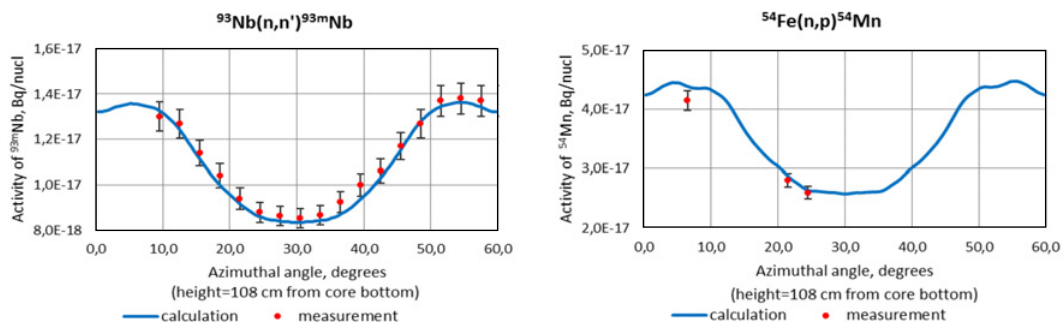 ⁹³Nb(n,n')⁹³ᵐNb
Activity of ⁹³ᵐNb, Bq/nucl
1,6E-17
1,4E-17
1,2E-17
1,0E-17
8,0E-18
0,0 10,0 20,0 30,0 40,0 50,0 60,0
Azimuthal angle, degrees
(height=108 cm from core bottom)
calculation measurement
⁵⁴Fe(n,p)⁵⁴Mn
Activity of ⁵⁴Mn, Bq/nucl
5,0E-17
4,0E-17
3,0E-17
2,0E-17
0,0 10,0 20,0 30,0 40,0 50,0 60,0
Azimuthal angle, degrees
(height=108 cm from core bottom)
calculation measurement